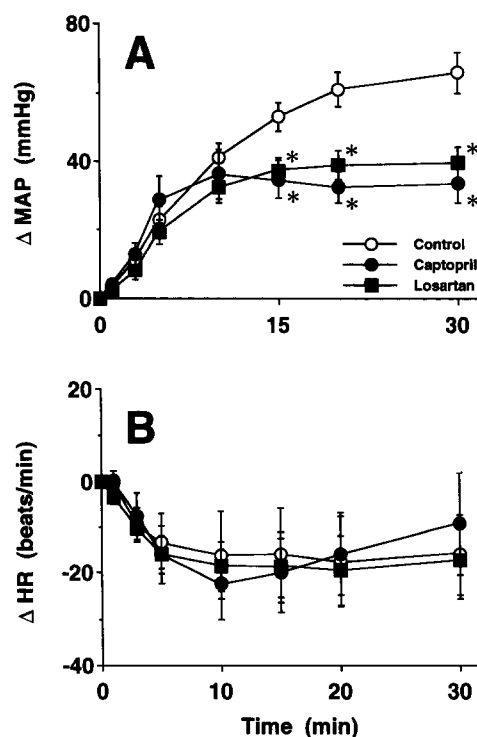 A
80
40
0
Δ MAP (mmHg)
* * *
* * *
Control
Captopril
Losartan
0 15 30
B
20
0
-20
-40
Δ HR (beats/min)
0 10 20 30
Time (min)